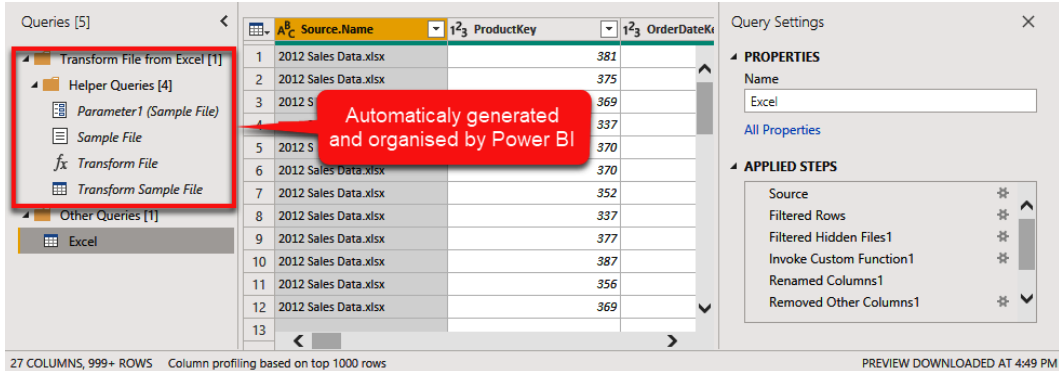 Queries [5]
Transform File from Excel [1]
Helper Queries [4]
Parameter1 (Sample File)
Sample File
fx Transform File
Transform Sample File
Other Queries [1]
Excel
ABC Source.Name
123 ProductKey
123 OrderDateKe
1 2012 Sales Data.xlsx 381
2 2012 Sales Data.xlsx 375
3 2012 S 369
4 337
5 2012 S 370
6 2012 Sales Data.xlsx 370
7 2012 Sales Data.xlsx 352
8 2012 Sales Data.xlsx 337
9 2012 Sales Data.xlsx 377
10 2012 Sales Data.xlsx 387
11 2012 Sales Data.xlsx 356
12 2012 Sales Data.xlsx 369
13
Automaticaly generated
and organised by Power BI
Query Settings
PROPERTIES
Name
Excel
All Properties
APPLIED STEPS
Source
Filtered Rows
Filtered Hidden Files1
Invoke Custom Function1
Renamed Columns1
Removed Other Columns1
27 COLUMNS, 999+ ROWS Column profiling based on top 1000 rows
PREVIEW DOWNLOADED AT 4:49 PM